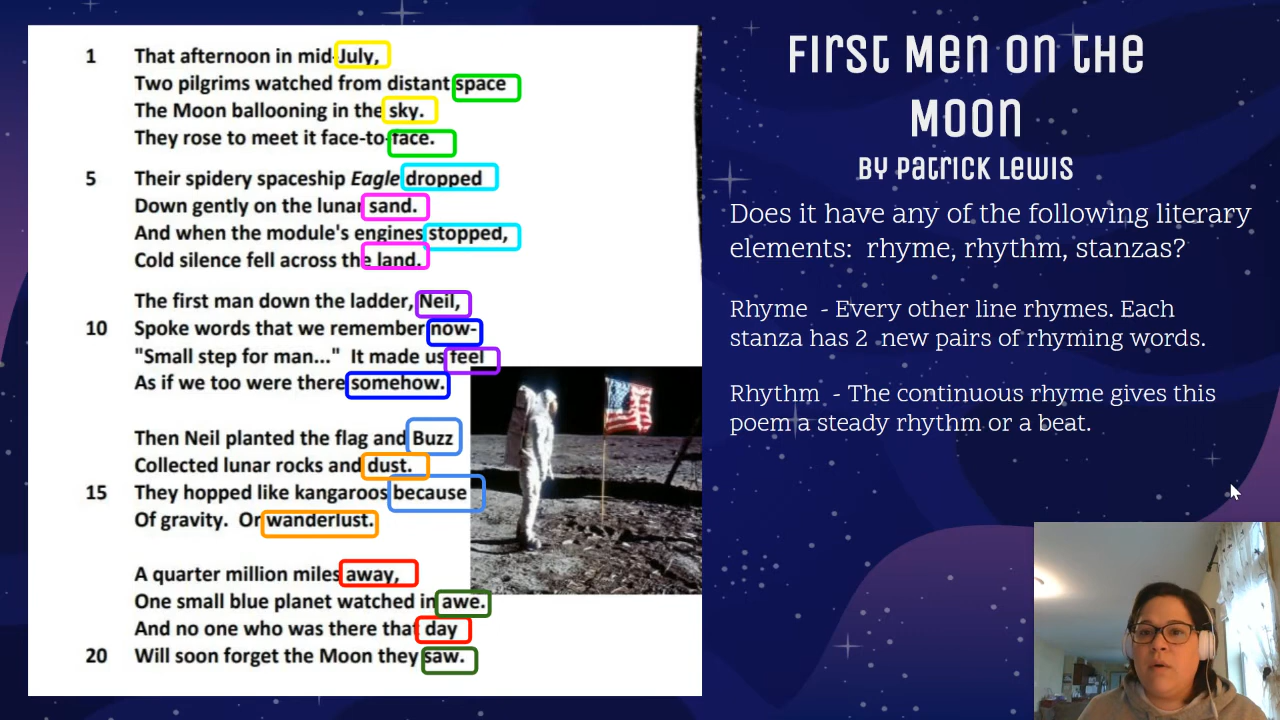 1 That afternoon in mid-July,
Two pilgrims watched from distant space
The Moon ballooning in the sky.
They rose to meet it face-to-face.
5 Their spidery spaceship Eagle dropped
Down gently on the lunar sand.
And when the module's engines stopped,
Cold silence fell across the land.
The first man down the ladder, Neil,
10 Spoke words that we remember now-
"Small step for man..." It made us feel
As if we too were there somehow.
Then Neil planted the flag and Buzz
Collected lunar rocks and dust.
15 They hopped like kangaroos because
Of gravity. Or wanderlust.
A quarter million miles away,
One small blue planet watched in awe.
And no one who was there that day
20 Will soon forget the Moon they saw.
First Men on the
Moon
By Patrick Lewis
Does it have any of the following literary
elements: rhyme, rhythm, stanzas?
Rhyme - Every other line rhymes. Each
stanza has 2 new pairs of rhyming words.
Rhythm - The continuous rhyme gives this
poem a steady rhythm or a beat.